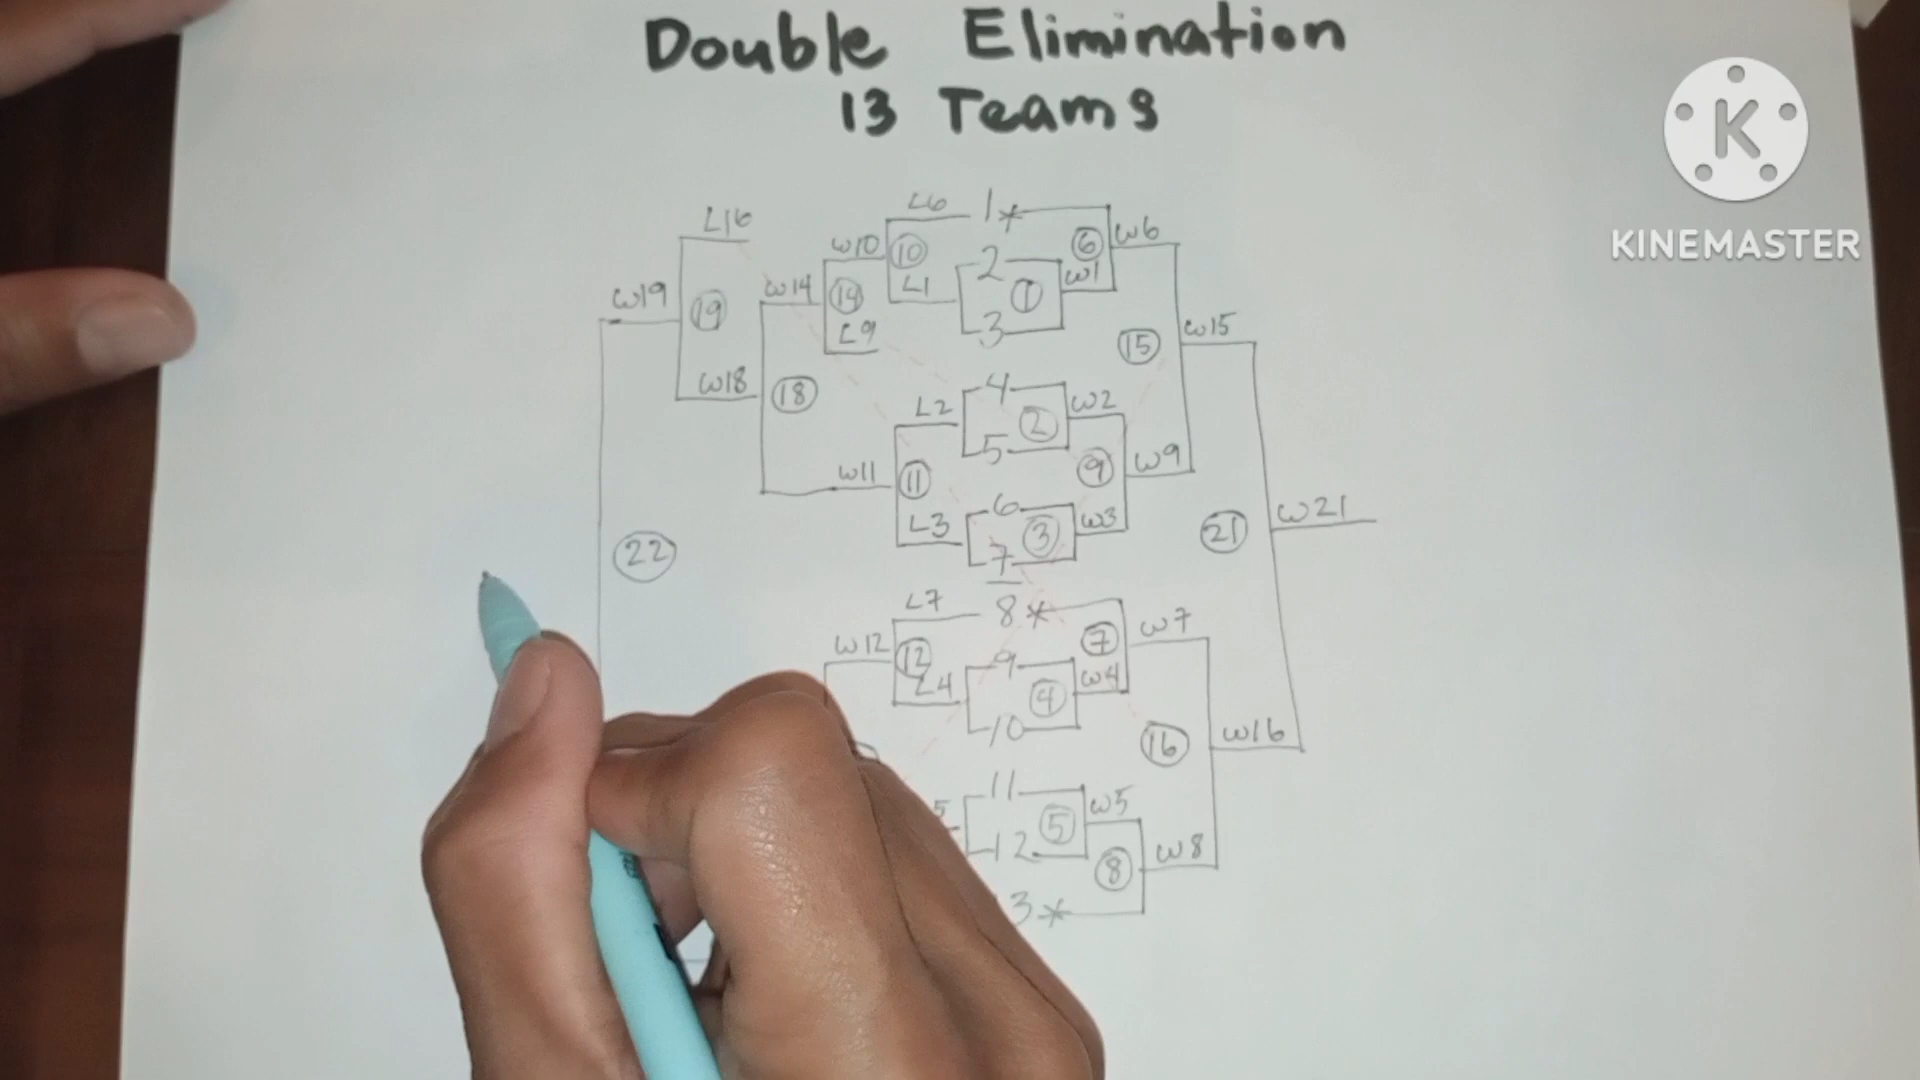 Double Elimination
13 Teams
KINEMASTER
L16
L6
1*
W6
W10
10
6
2
W1
W19
19
W14
14
L1
1
L9
3
15
W15
W18
18
4
L2
2
W2
5
W11
11
9
W9
6
L3
3
W3
7
21
W21
22
L7
8*
7
W7
W12
12
9
L4
4
W4
10
16
W16
11
5
5
W5
12
8
W8
3*